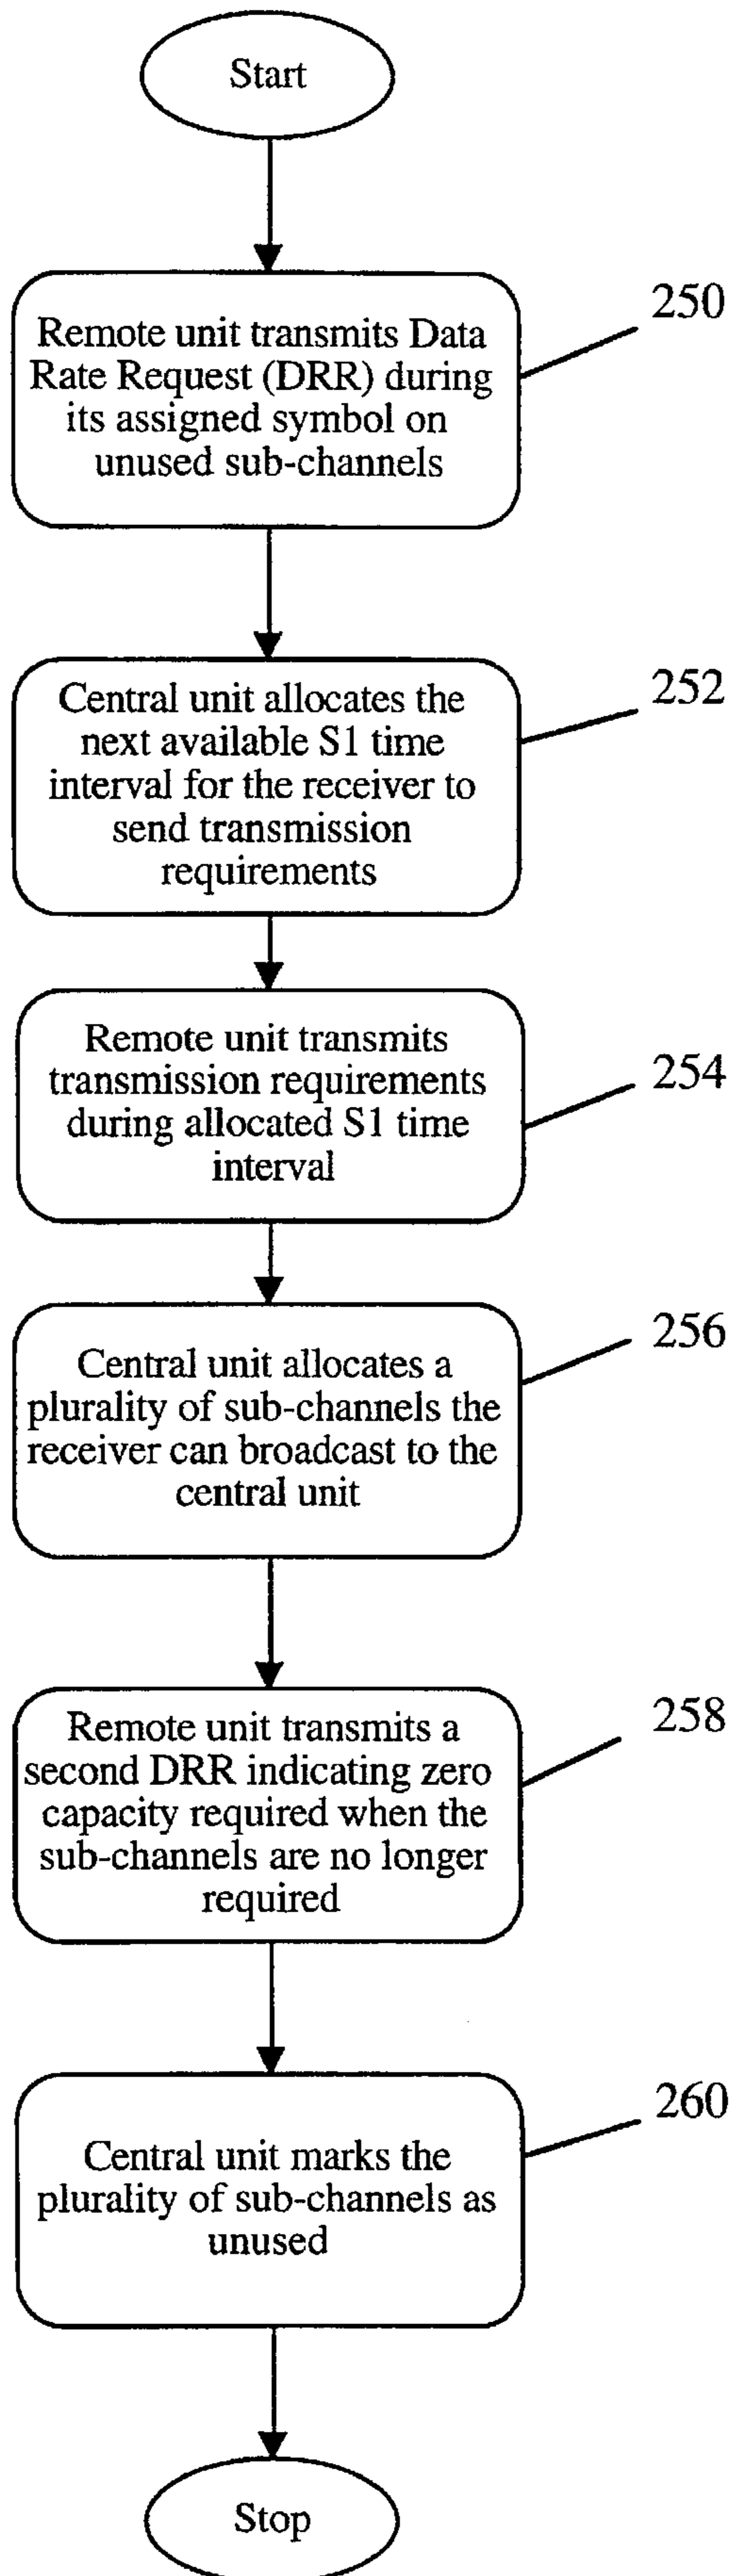 Start
Remote unit transmits Data
Rate Request (DRR) during
its assigned symbol on
unused sub-channels
250
Central unit allocates the
next available S1 time
interval for the receiver to
send transmission
requirements
252
Remote unit transmits
transmission requirements
during allocated S1 time
interval
254
Central unit allocates a
plurality of sub-channels the
receiver can broadcast to the
central unit
256
Remote unit transmits a
second DRR indicating zero
capacity required when the
sub-channels are no longer
required
258
Central unit marks the
plurality of sub-channels as
unused
260
Stop